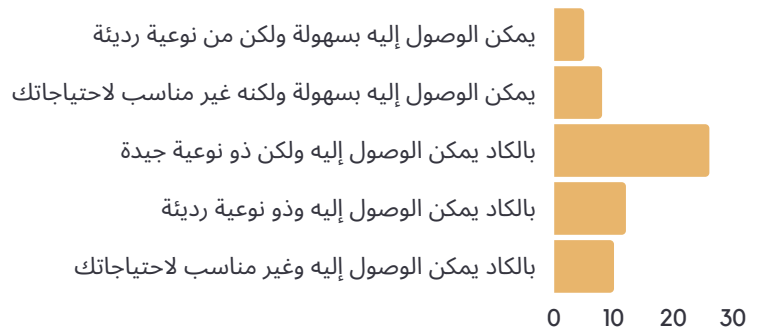 يمكن الوصول إليه بسهولة ولكن من نوعية رديئة
يمكن الوصول إليه بسهولة ولكنه غير مناسب لاحتياجاتك
بالكاد يمكن الوصول إليه ولكن ذو نوعية جيدة
بالكاد يمكن الوصول إليه وذو نوعية رديئة
بالكاد يمكن الوصول إليه وغير مناسب لاحتياجاتك
0 10 20 30